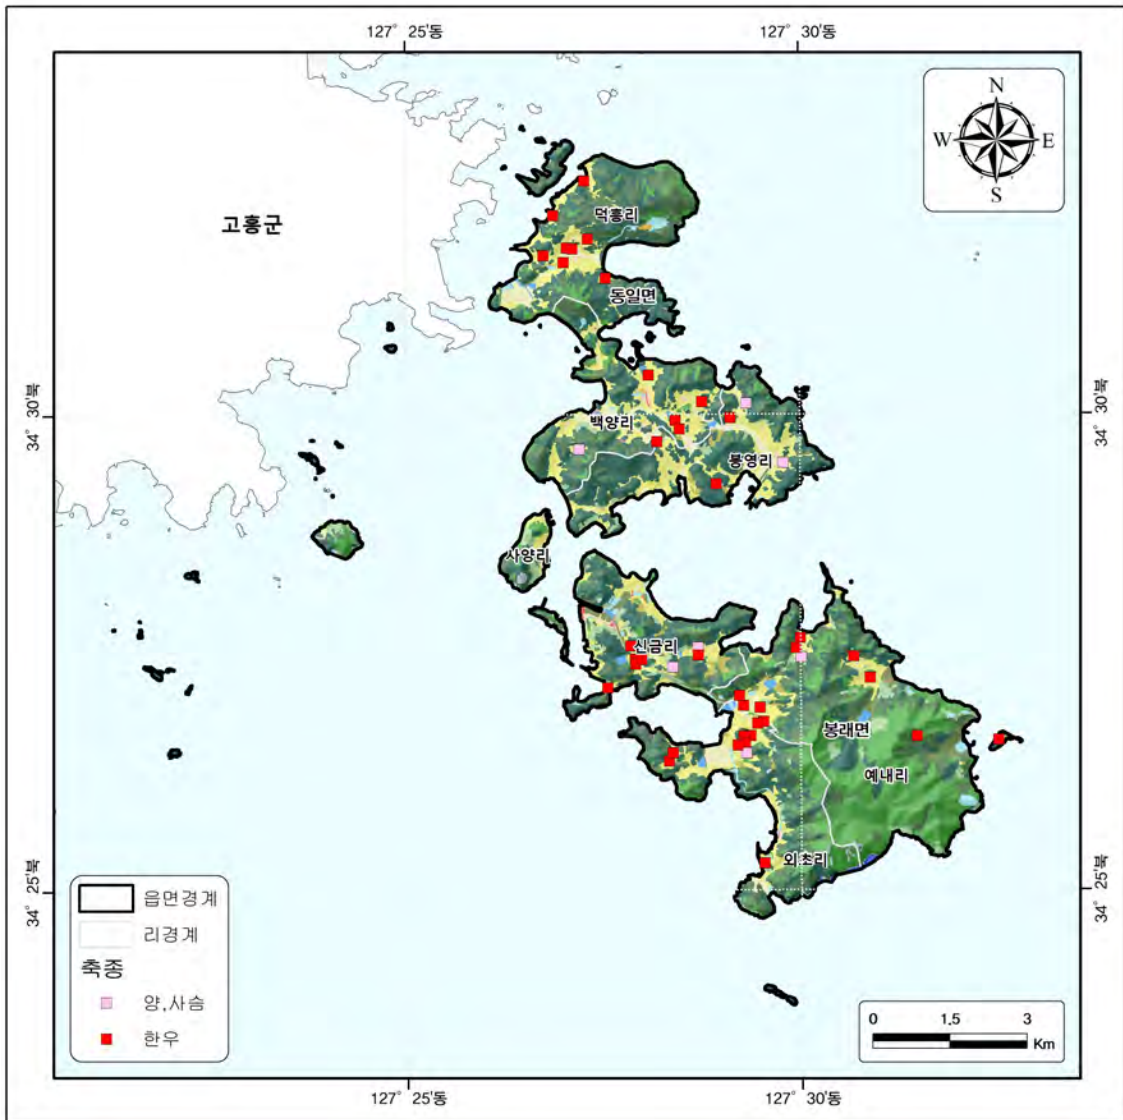 127° 25'동
127° 30'동
N
W
E
S
고흥군
덕흥리
동일면
34° 30'북
34° 30'북
백양리
봉영리
사양리
신금리
봉래면
예내리
외초리
34° 25'북
34° 25'북
읍면경계
리경계
축종
양,사슴
한우
0
1.5
3
Km
127° 25'동
127° 30'동